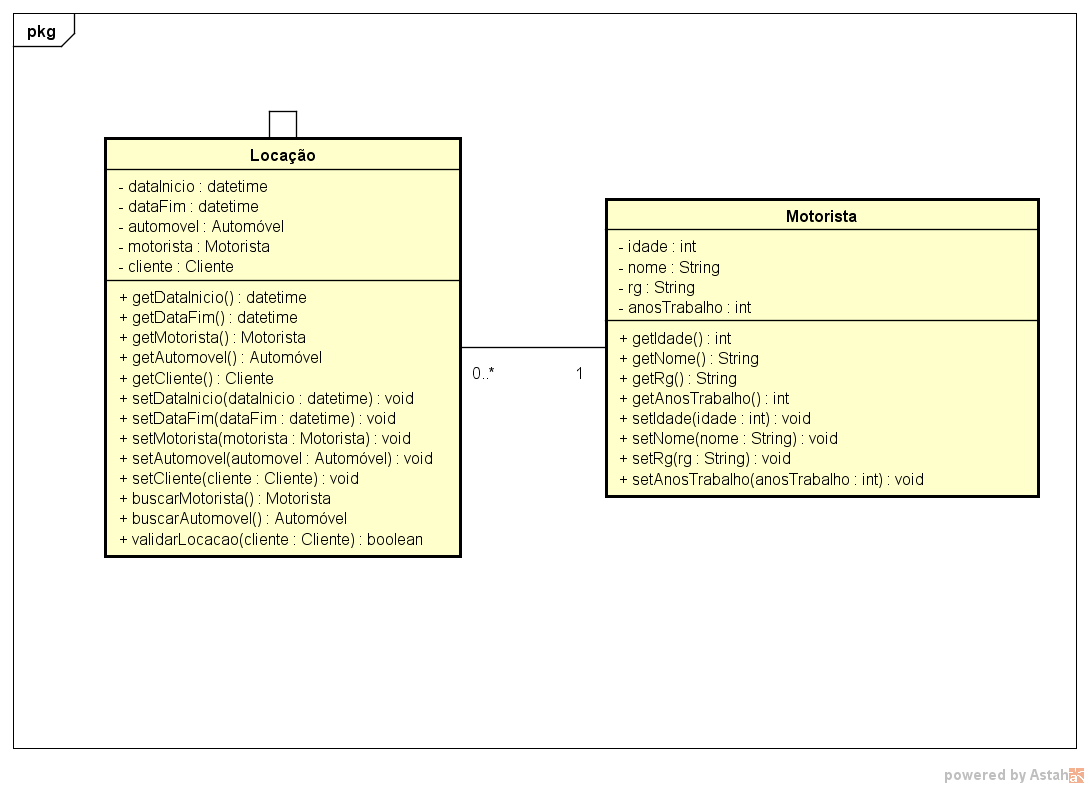 pkg
Locação
- dataInicio : datetime
- dataFim : datetime
- automovel : Automóvel
- motorista : Motorista
- cliente : Cliente
+ getDataInicio() : datetime
+ getDataFim() : datetime
+ getMotorista() : Motorista
+ getAutomovel() : Automóvel
+ getCliente() : Cliente
+ setDataInicio(dataInicio : datetime) : void
+ setDataFim(dataFim : datetime) : void
+ setMotorista(motorista : Motorista) : void
+ setAutomovel(automovel : Automóvel) : void
+ setCliente(cliente : Cliente) : void
+ buscarMotorista() : Motorista
+ buscarAutomovel() : Automóvel
+ validarLocacao(cliente : Cliente) : boolean
0..*
1
Motorista
- idade : int
- nome : String
- rg : String
- anosTrabalho : int
+ getIdade() : int
+ getNome() : String
+ getRg() : String
+ getAnosTrabalho() : int
+ setIdade(idade : int) : void
+ setNome(nome : String) : void
+ setRg(rg : String) : void
+ setAnosTrabalho(anosTrabalho : int) : void
powered by Astah